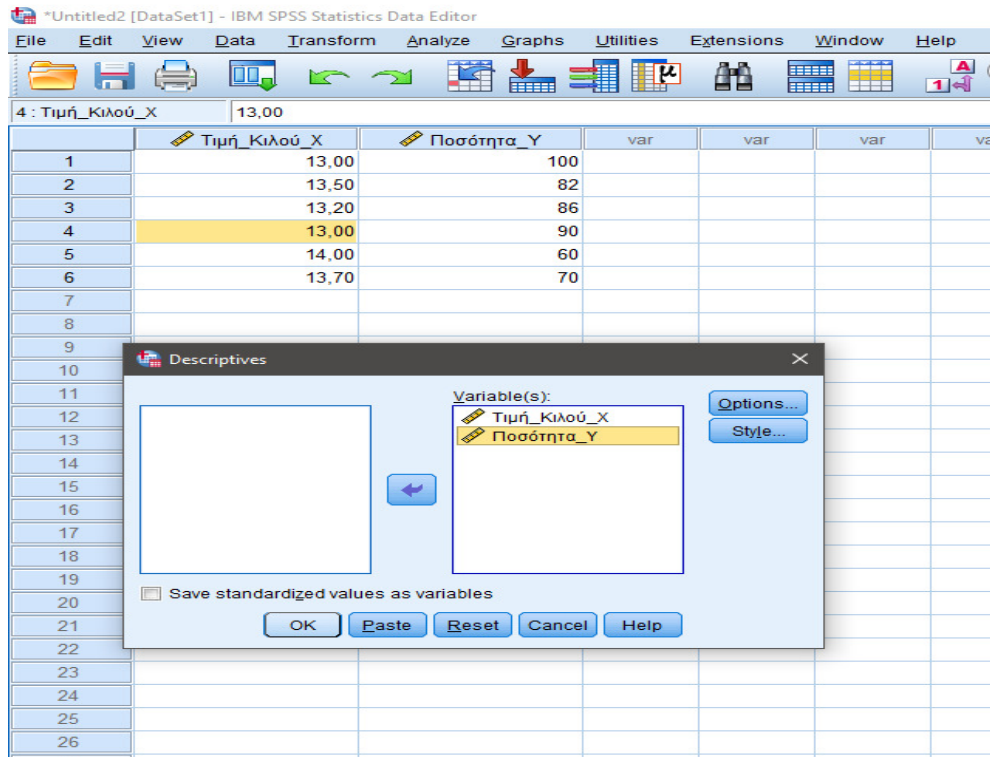 *Untitled2 [DataSet1] - IBM SPSS Statistics Data Editor
File Edit View Data Transform Analyze Graphs Utilities Extensions Window Help
4 : Τιμή_Κιλού_Χ 13,00
Τιμή_Κιλού_Χ Ποσότητα_Υ var var var va
1 13,00 100
2 13,50 82
3 13,20 86
4 13,00 90
5 14,00 60
6 13,70 70
7
8
9
10
11
12
13
14
15
16
17
18
19
20
21
22
23
24
25
26
Descriptives
Variable(s):
Τιμή_Κιλού_Χ
Ποσότητα_Υ
Options...
Style...
Save standardized values as variables
OK Paste Reset Cancel Help